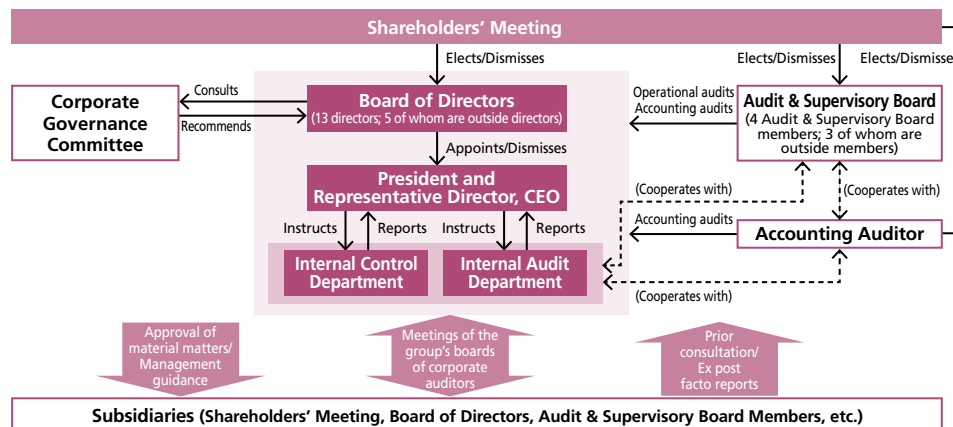 Shareholders’ Meeting
Elects/Dismisses
Elects/Dismisses
Elects/Dismisse
Corporate
Governance
Committee
Consults
Recommends
Board of Directors
(13 directors; 5 of whom are outside directors)
Operational audits
Accounting audits
Audit & Supervisory Board
(4 Audit & Supervisory Board
members; 3 of whom are
outside members)
Appoints/Dismisses
President and
Representative Director, CEO
(Cooperates with)
(Cooperates with)
Instructs
Reports
Instructs
Reports
Accounting audits
Accounting Auditor
Internal Control
Department
Internal Audit
Department
(Cooperates with)
Approval of
material matters/
Management
guidance
Meetings of the
group’s boards
of corporate
auditors
Prior
consultation/
Ex post
facto reports
Subsidiaries (Shareholders’ Meeting, Board of Directors, Audit & Supervisory Board Members, etc.)